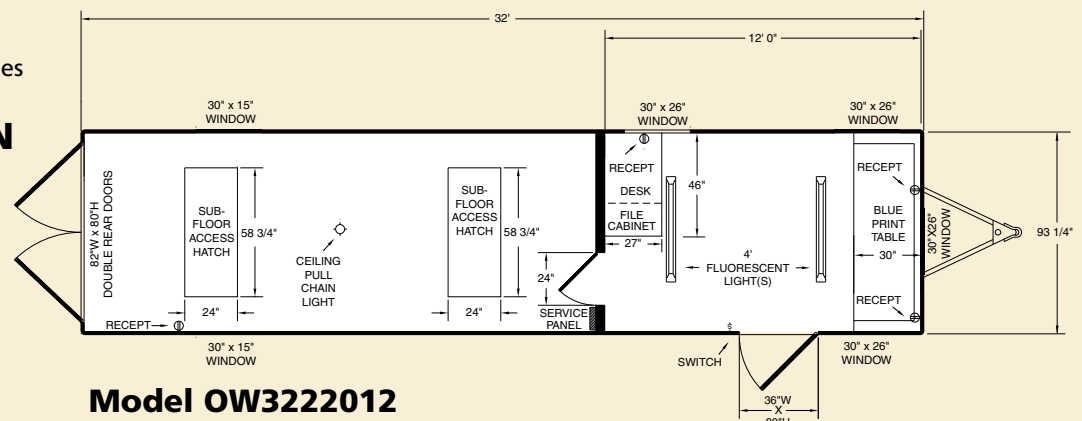 32'
12' 0"
es
N
30" x 15"
WINDOW
30" x 26"
WINDOW
30" x 26"
WINDOW
82"W x 80"H
DOUBLE REAR DOORS
SUB-
FLOOR
ACCESS
HATCH
58 3/4"
24"
CEILING
PULL
CHAIN
LIGHT
SUB-
FLOOR
ACCESS
HATCH
58 3/4"
24"
RECEPT
DESK
FILE
CABINET
27"
46"
24"
SERVICE
PANEL
4'
FLUORESCENT
LIGHT(S)
RECEPT
BLUE
PRINT
TABLE
30"
RECEPT
30"X26"
WINDOW
93 1/4"
RECEPT
30" x 15"
WINDOW
SWITCH
30" x 26"
WINDOW
36"W
X
Model OW3222012